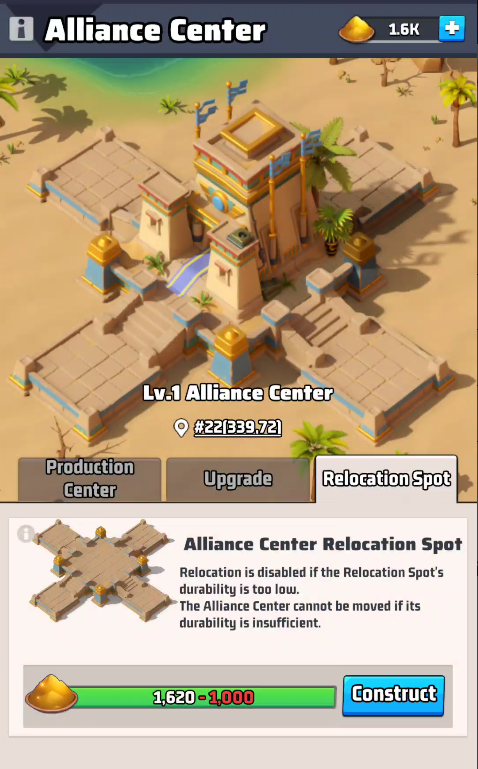 Alliance Center
1.6K
Lv.1 Alliance Center
#22(339,72)
Production
Center
Upgrade
Relocation Spot
Alliance Center Relocation Spot
Relocation is disabled if the Relocation Spot's
durability is too low.
The Alliance Center cannot be moved if its
durability is insufficient.
1,620 - 1,000
Construct